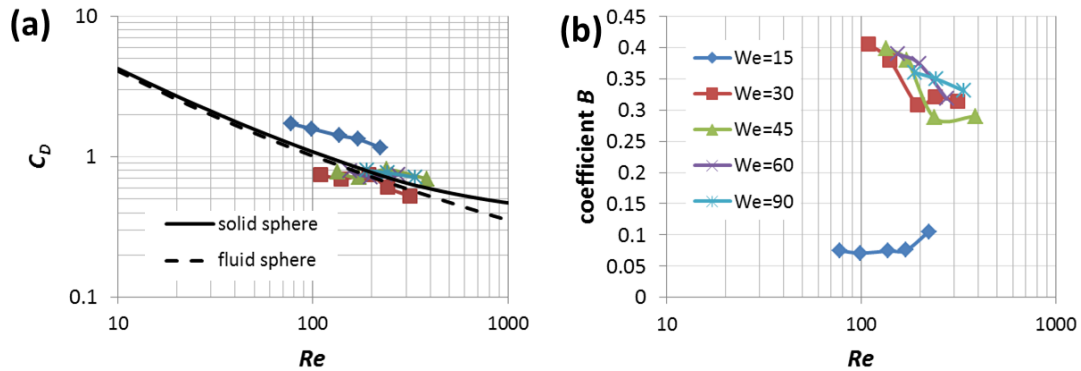 (a)
10
1
0.1
C_D
solid sphere
fluid sphere
10
100
1000
Re
(b)
0.45
0.4
0.35
0.3
0.25
0.2
0.15
0.1
0.05
0
coefficient B
We=15
We=30
We=45
We=60
We=90
10
100
1000
Re